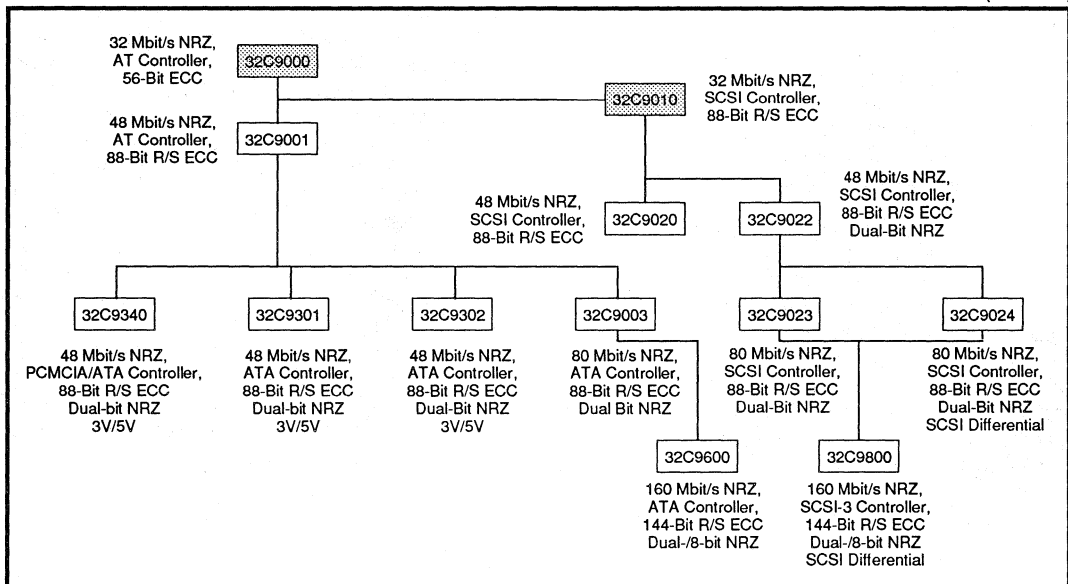 32 Mbit/s NRZ,
AT Controller,
56-Bit ECC
32C9000
32C9010
32 Mbit/s NRZ,
SCSI Controller,
88-Bit R/S ECC
48 Mbit/s NRZ,
AT Controller,
88-Bit R/S ECC
32C9001
48 Mbit/s NRZ,
SCSI Controller,
88-Bit R/S ECC
32C9020
32C9022
48 Mbit/s NRZ,
SCSI Controller,
88-Bit R/S ECC
Dual-Bit NRZ
32C9340
48 Mbit/s NRZ,
PCMCIA/ATA Controller,
88-Bit R/S ECC
Dual-bit NRZ
3V/5V
32C9301
48 Mbit/s NRZ,
ATA Controller,
88-Bit R/S ECC
Dual-bit NRZ
3V/5V
32C9302
48 Mbit/s NRZ,
ATA Controller,
88-Bit R/S ECC
Dual-Bit NRZ
3V/5V
32C9003
80 Mbit/s NRZ,
ATA Controller,
88-Bit R/S ECC
Dual Bit NRZ
32C9023
80 Mbit/s NRZ,
SCSI Controller,
88-Bit R/S ECC
Dual-Bit NRZ
32C9024
80 Mbit/s NRZ,
SCSI Controller,
88-Bit R/S ECC
Dual-Bit NRZ
SCSI Differential
32C9600
160 Mbit/s NRZ,
ATA Controller,
144-Bit R/S ECC
Dual-/8-bit NRZ
32C9800
160 Mbit/s NRZ,
SCSI-3 Controller,
144-Bit R/S ECC
Dual-/8-bit NRZ
SCSI Differential